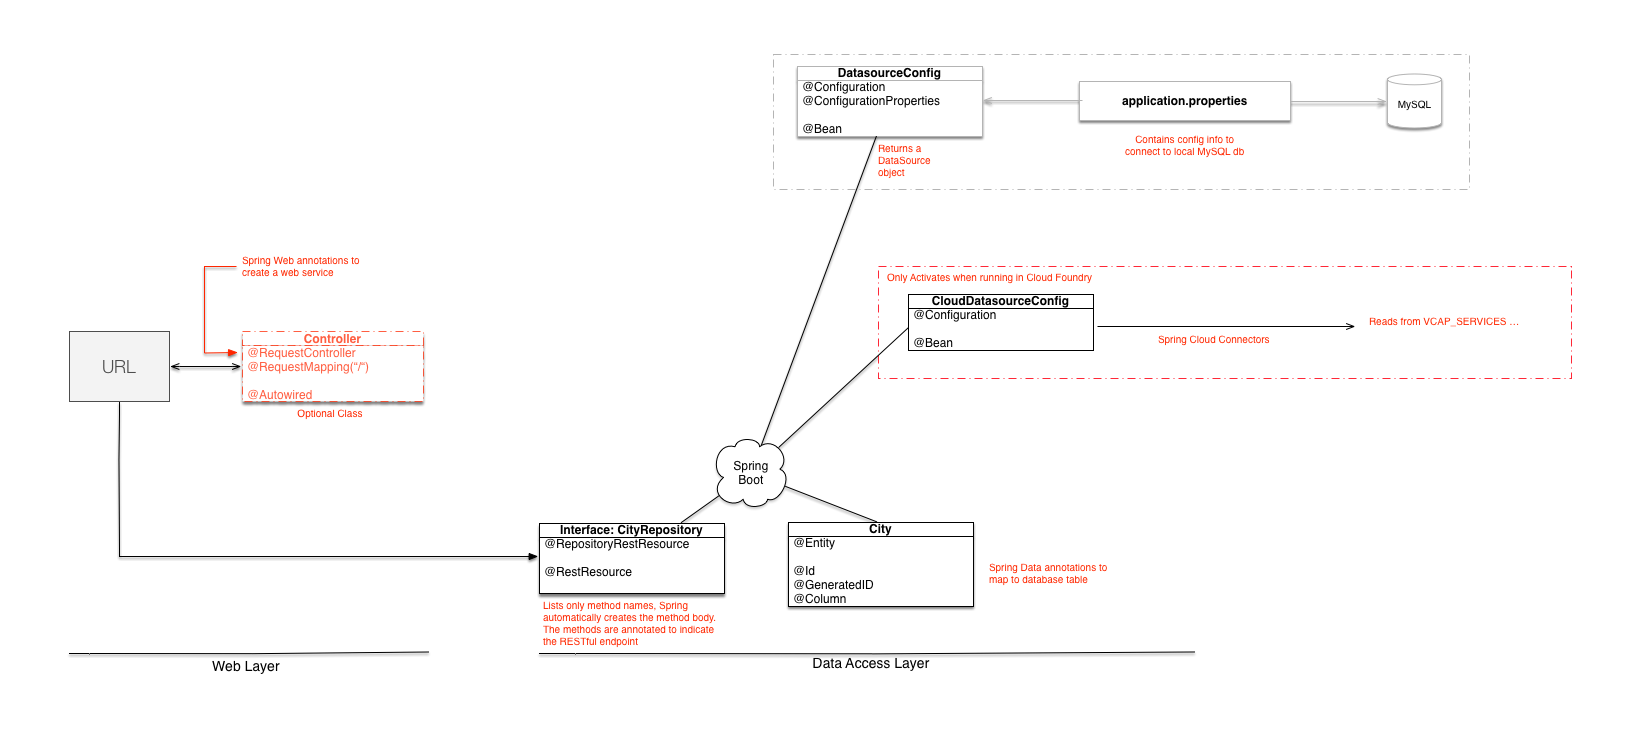 DatasourceConfig
@Configuration
@ConfigurationProperties
@Bean
Returns a
DataSource
object
application.properties
Contains config info to
connect to local MySQL db
MySQL
Only Activates when running in Cloud Foundry
CloudDatasourceConfig
@Configuration
@Bean
Spring Cloud Connectors
Reads from VCAP_SERVICES ...
Spring Web annotations to
create a web service
URL
Controller
@RequestController
@RequestMapping("/")
@Autowired
Optional Class
Spring
Boot
Interface: CityRepository
@RepositoryRestResource
@RestResource
Lists only method names, Spring
automatically creates the method body.
The methods are annotated to indicate
the RESTful endpoint
City
@Entity
@Id
@GeneratedID
@Column
Spring Data annotations to
map to database table
Web Layer
Data Access Layer